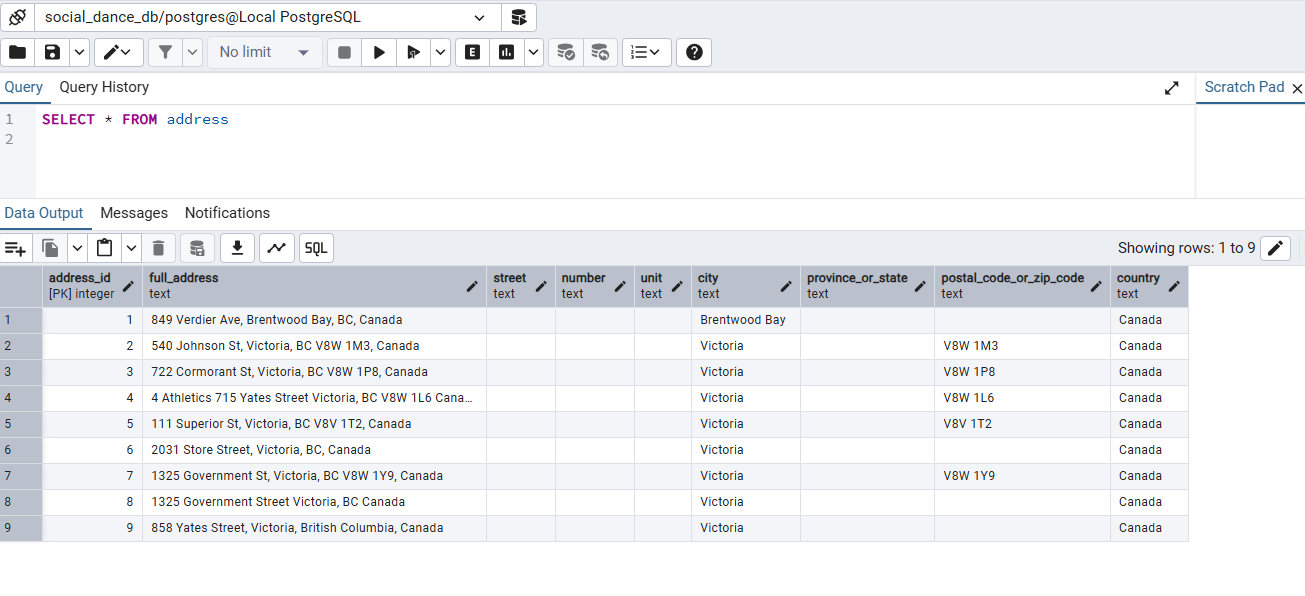 social_dance_db/postgres@Local PostgreSQL
No limit E
Query Query History Scratch Pad
1 SELECT * FROM address
2
Data Output Messages Notifications
SQL Showing rows: 1 to 9
address_id full_address street number unit city province_or_state postal_code_or_zip_code country
[PK] integer text text text text text text text text
1 1 849 Verdier Ave, Brentwood Bay, BC, Canada Brentwood Bay Canada
2 2 540 Johnson St, Victoria, BC V8W 1M3, Canada Victoria V8W 1M3 Canada
3 3 722 Cormorant St, Victoria, BC V8W 1P8, Canada Victoria V8W 1P8 Canada
4 4 4 Athletics 715 Yates Street Victoria, BC V8W 1L6 Cana… Victoria V8W 1L6 Canada
5 5 111 Superior St, Victoria, BC V8V 1T2, Canada Victoria V8V 1T2 Canada
6 6 2031 Store Street, Victoria, BC, Canada Victoria Canada
7 7 1325 Government St, Victoria, BC V8W 1Y9, Canada Victoria V8W 1Y9 Canada
8 8 1325 Government Street Victoria, BC Canada Victoria Canada
9 9 858 Yates Street, Victoria, British Columbia, Canada Victoria Canada